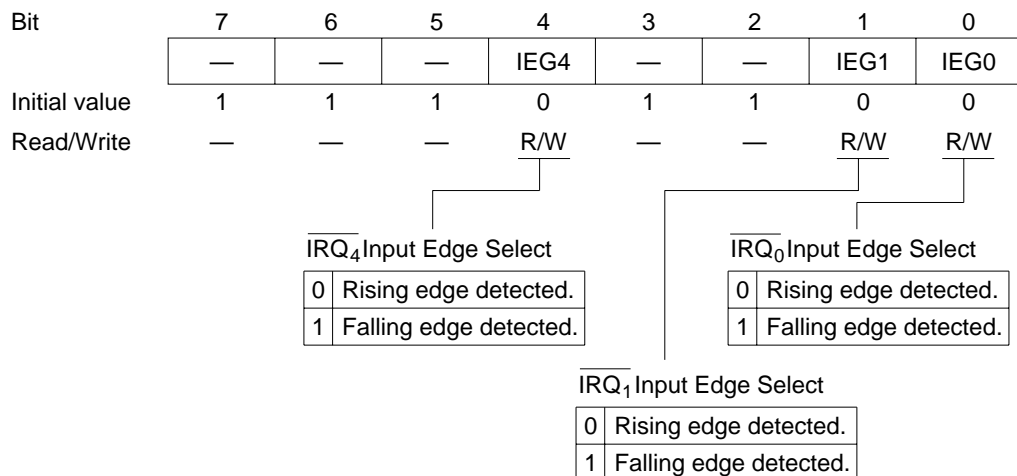 Bit 7 6 5 4 3 2 1 0
— — — IEG4 — — IEG1 IEG0
Initial value 1 1 1 0 1 1 0 0
Read/Write — — — R/W — — R/W R/W
IRQ4 Input Edge Select
0 Rising edge detected.
1 Falling edge detected.
IRQ0 Input Edge Select
0 Rising edge detected.
1 Falling edge detected.
IRQ1 Input Edge Select
0 Rising edge detected.
1 Falling edge detected.